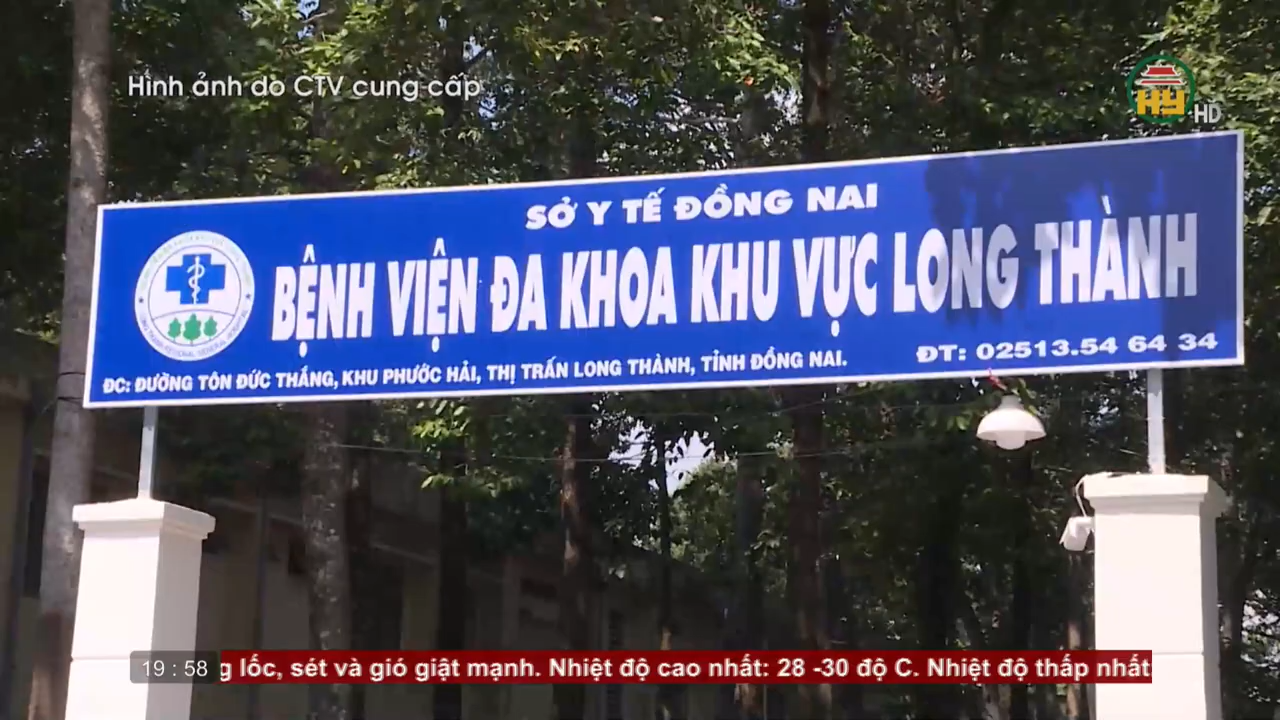 Hình ảnh do CTV cung cấp
HY HD
SỞ Y TẾ ĐỒNG NAI
BỆNH VIỆN ĐA KHOA KHU VỰC LONG THÀNH
ĐC: ĐƯỜNG TÔN ĐỨC THẮNG, KHU PHƯỚC HẢI, THỊ TRẤN LONG THÀNH, TỈNH ĐỒNG NAI.
ĐT: 02513.54 64 34
19 : 58
g lốc, sét và gió giật mạnh. Nhiệt độ cao nhất: 28 -30 độ C. Nhiệt độ thấp nhất